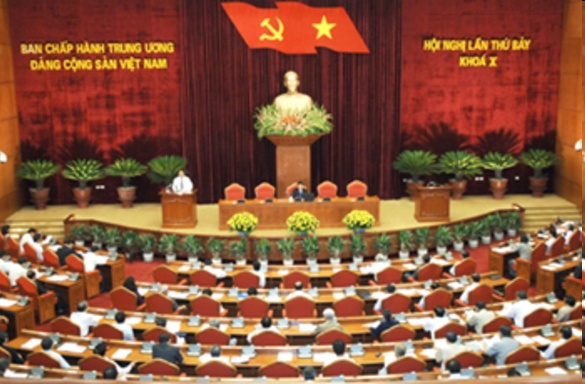 BAN CHẤP HÀNH TRUNG ƯƠNG
ĐẢNG CỘNG SẢN VIỆT NAM
HỘI NGHỊ LẦN THỨ BẢY
KHOÁ X